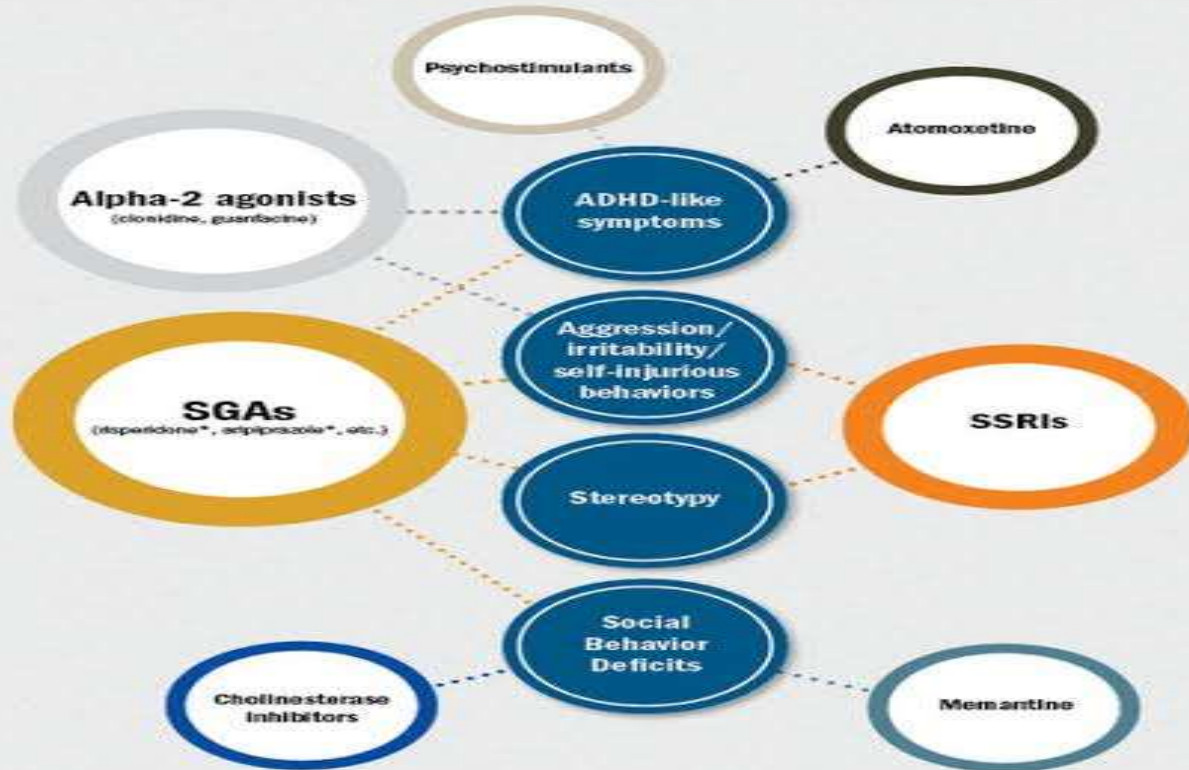 Psychostimulants
Atomoxetine
Alpha-2 agonists
(clonidine, guanfacine)
ADHD-like
symptoms
Aggression/
irritability/
self-injurious
behaviors
SGAs
(risperidone*, aripiprazole*, etc.)
SSRIs
Stereotypy
Social
Behavior
Deficits
Cholinesterase
Inhibitors
Memantine